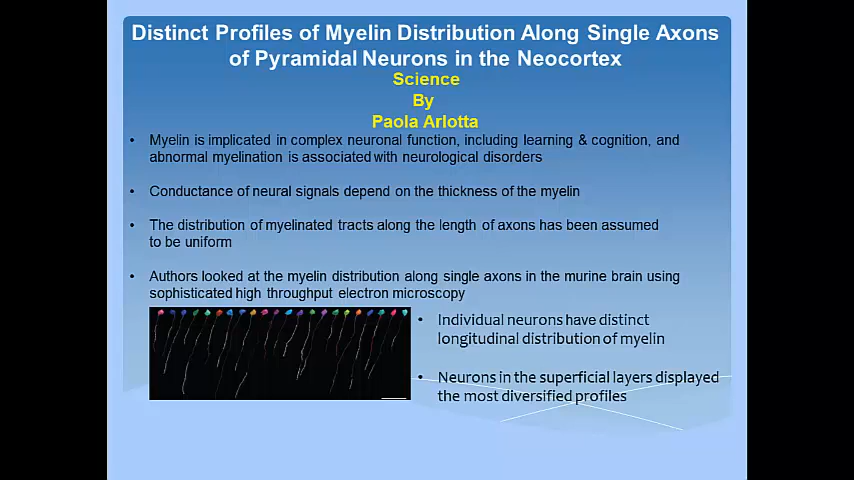 Distinct Profiles of Myelin Distribution Along Single Axons
of Pyramidal Neurons in the Neocortex
Science
By
Paola Arlotta
• Myelin is implicated in complex neuronal function, including learning & cognition, and
abnormal myelination is associated with neurological disorders
• Conductance of neural signals depend on the thickness of the myelin
• The distribution of myelinated tracts along the length of axons has been assumed
to be uniform
• Authors looked at the myelin distribution along single axons in the murine brain using
sophisticated high throughput electron microscopy
• Individual neurons have distinct
longitudinal distribution of myelin
• Neurons in the superficial layers displayed
the most diversified profiles